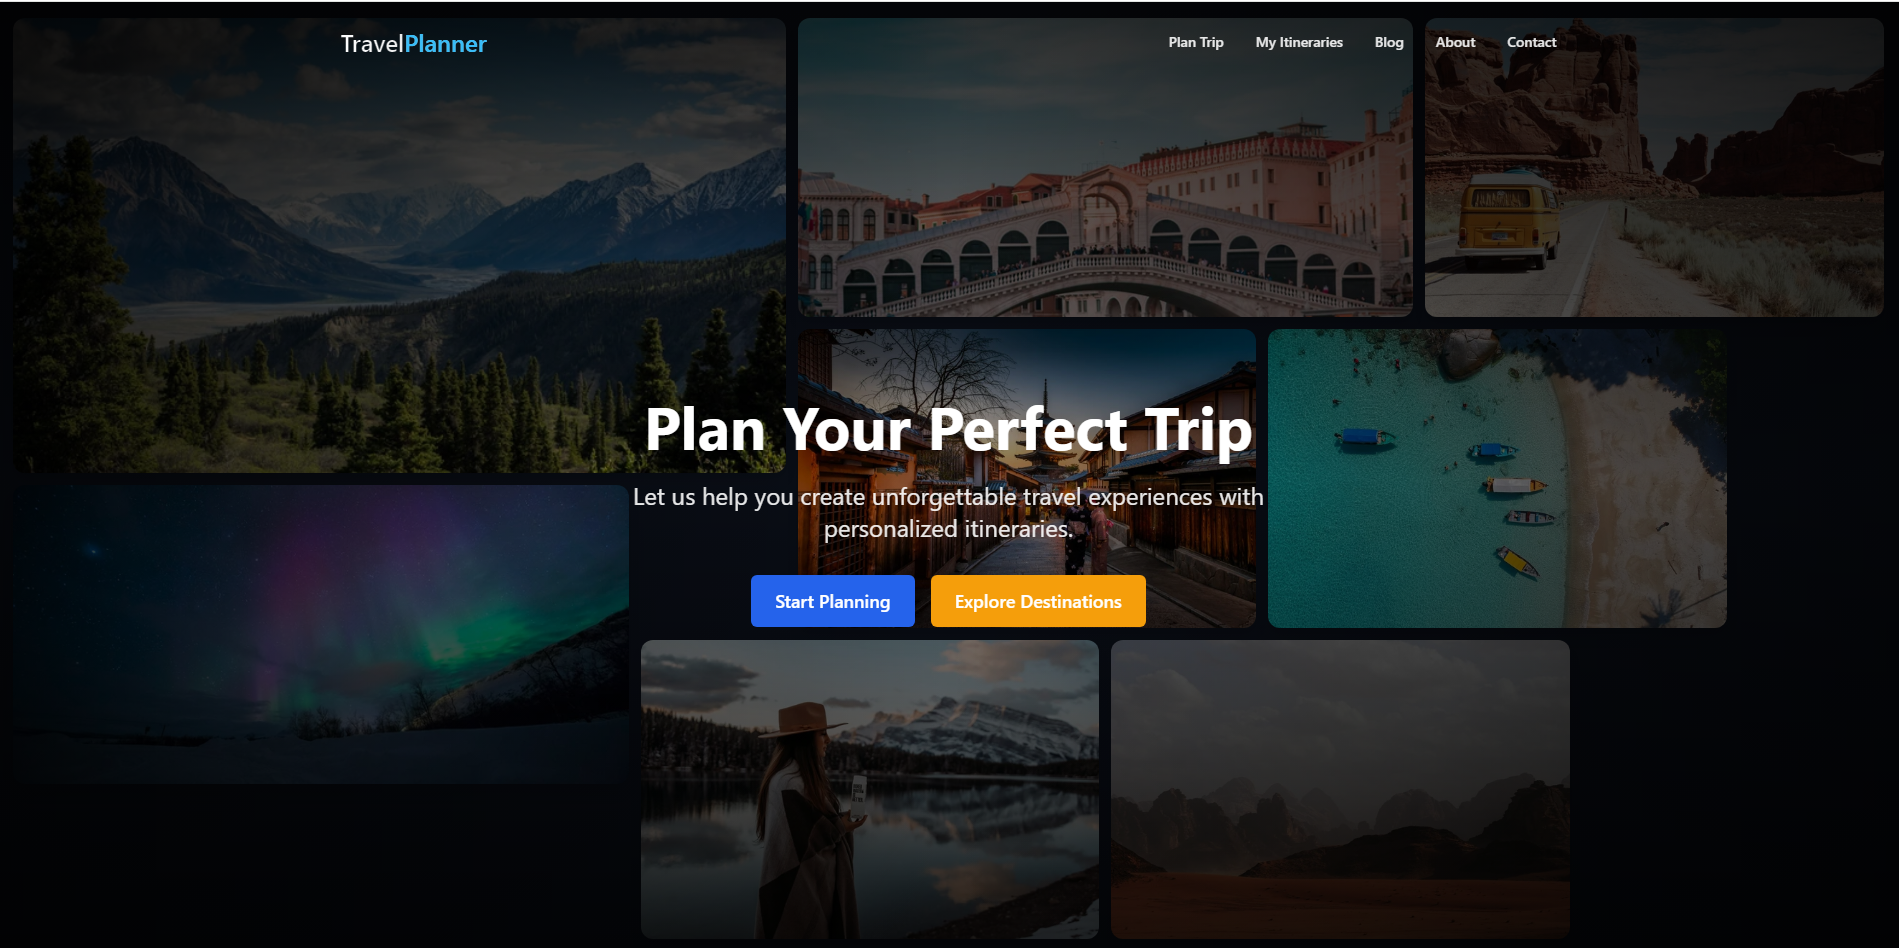 TravelPlanner
Plan Trip
My Itineraries
Blog
About
Contact
Plan Your Perfect Trip
Let us help you create unforgettable travel experiences with
personalized itineraries.
Start Planning
Explore Destinations